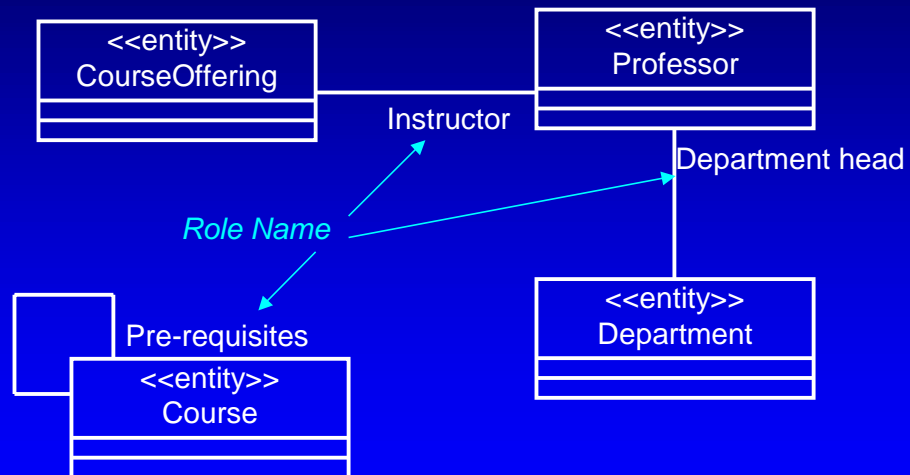 <<entity>>
CourseOffering
<<entity>>
Professor
Instructor
Department head
Role Name
<<entity>>
Department
Pre-requisites
<<entity>>
Course